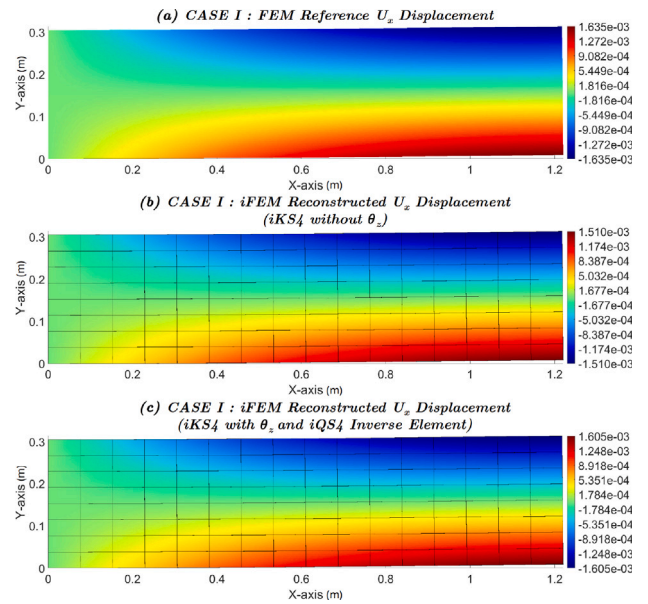 (a) CASE I : FEM Reference Uₓ Displacement
0.3
0.2
0.1
0
Y-axis (m)
0
0.2
0.4
0.6
0.8
1
1.2
X-axis (m)
1.635e-03
1.272e-03
9.082e-04
5.449e-04
-1.816e-04
-1.816e-04
-5.449e-04
-9.082e-04
-1.272e-03
-1.635e-03
(b) CASE I : iFEM Reconstructed Uₓ Displacement
(iKS4 without θ_z)
0.3
0.2
0.1
0
Y-axis (m)
0
0.2
0.4
0.6
0.8
1
1.2
X-axis (m)
1.510e-03
1.174e-03
8.387e-04
5.032e-04
-1.677e-03
-1.677e-03
-5.032e-04
-8.387e-04
-1.174e-03
-1.510e-03
(c) CASE I : iFEM Reconstructed Uₓ Displacement
(iKS4 with θ_z and iQS4 Inverse Element)
0.3
0.2
0.1
0
Y-axis (m)
0
0.2
0.4
0.6
0.8
1
1.2
X-axis (m)
1.605e-03
1.248e-03
8.918e-04
5.351e-04
1.784e-04
-1.784e-04
-5.351e-04
-8.918e-04
-1.248e-03
-1.605e-03